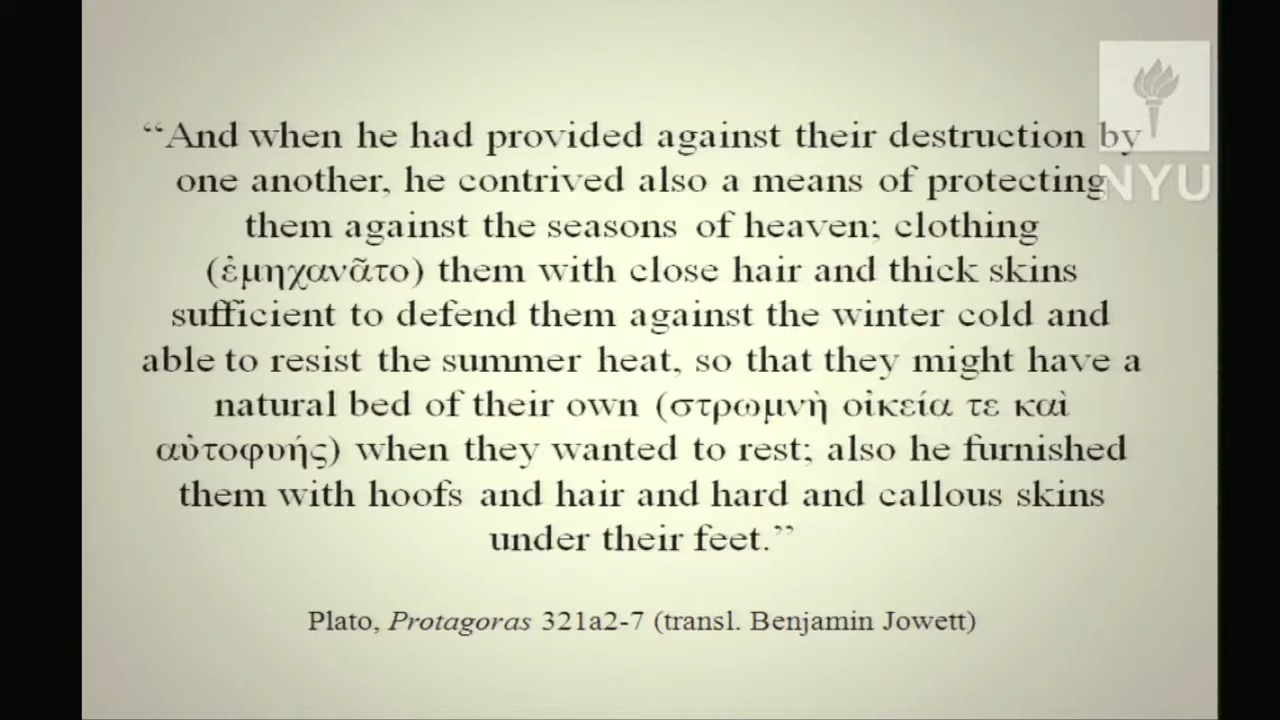 “And when he had provided against their destruction by
one another, he contrived also a means of protecting
them against the seasons of heaven; clothing
(ἐμηχανᾶτο) them with close hair and thick skins
sufficient to defend them against the winter cold and
able to resist the summer heat, so that they might have a
natural bed of their own (στρωμνὴ οἰκεία τε καὶ
αὐτοφυής) when they wanted to rest; also he furnished
them with hoofs and hair and hard and callous skins
under their feet.”
Plato, Protagoras 321a2-7 (transl. Benjamin Jowett)
NYU